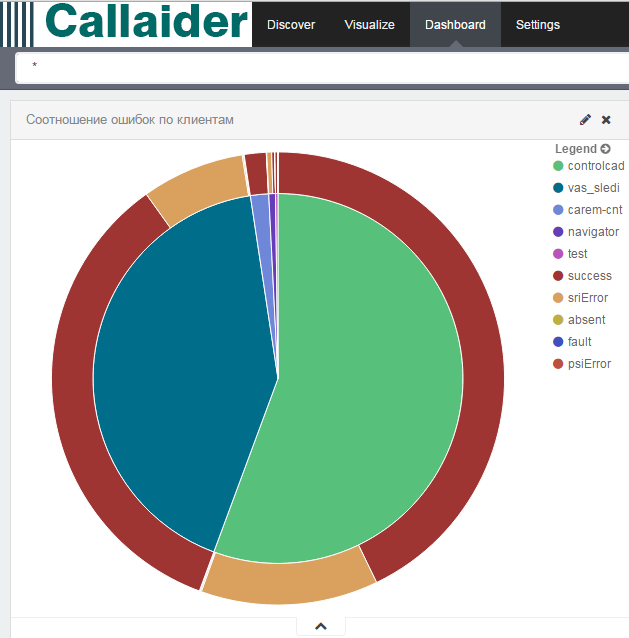 Callaider
Discover Visualize Dashboard Settings
*
Соотношение ошибок по клиентам
Legend
controlcad
vas_sledi
carem-cnt
navigator
test
success
sriError
absent
fault
psiError